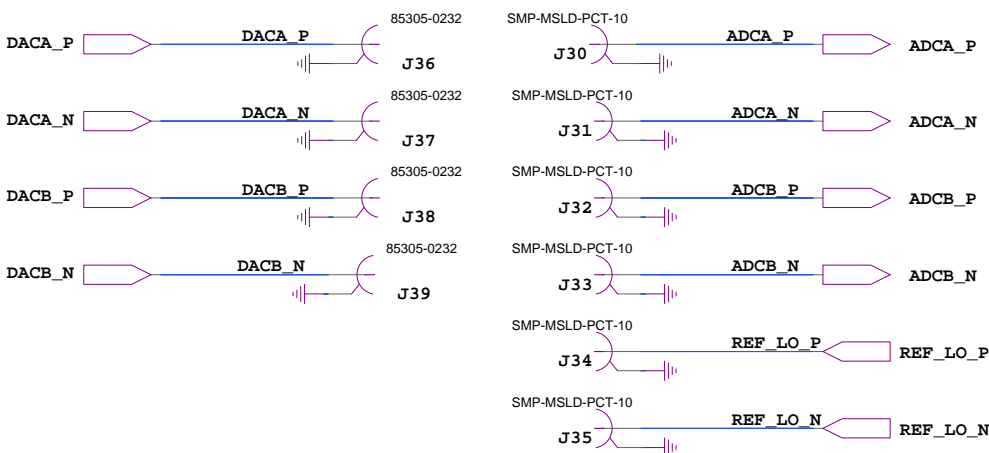 85305-0232
DACA_P DACA_P
J36
85305-0232
DACA_N DACA_N
J37
85305-0232
DACB_P DACB_P
J38
85305-0232
DACB_N DACB_N
J39
SMP-MSLD-PCT-10
J30 ADCA_P ADCA_P
SMP-MSLD-PCT-10
J31 ADCA_N ADCA_N
SMP-MSLD-PCT-10
J32 ADCB_P ADCB_P
SMP-MSLD-PCT-10
J33 ADCB_N ADCB_N
SMP-MSLD-PCT-10
J34 REF_LO_P REF_LO_P
SMP-MSLD-PCT-10
J35 REF_LO_N REF_LO_N